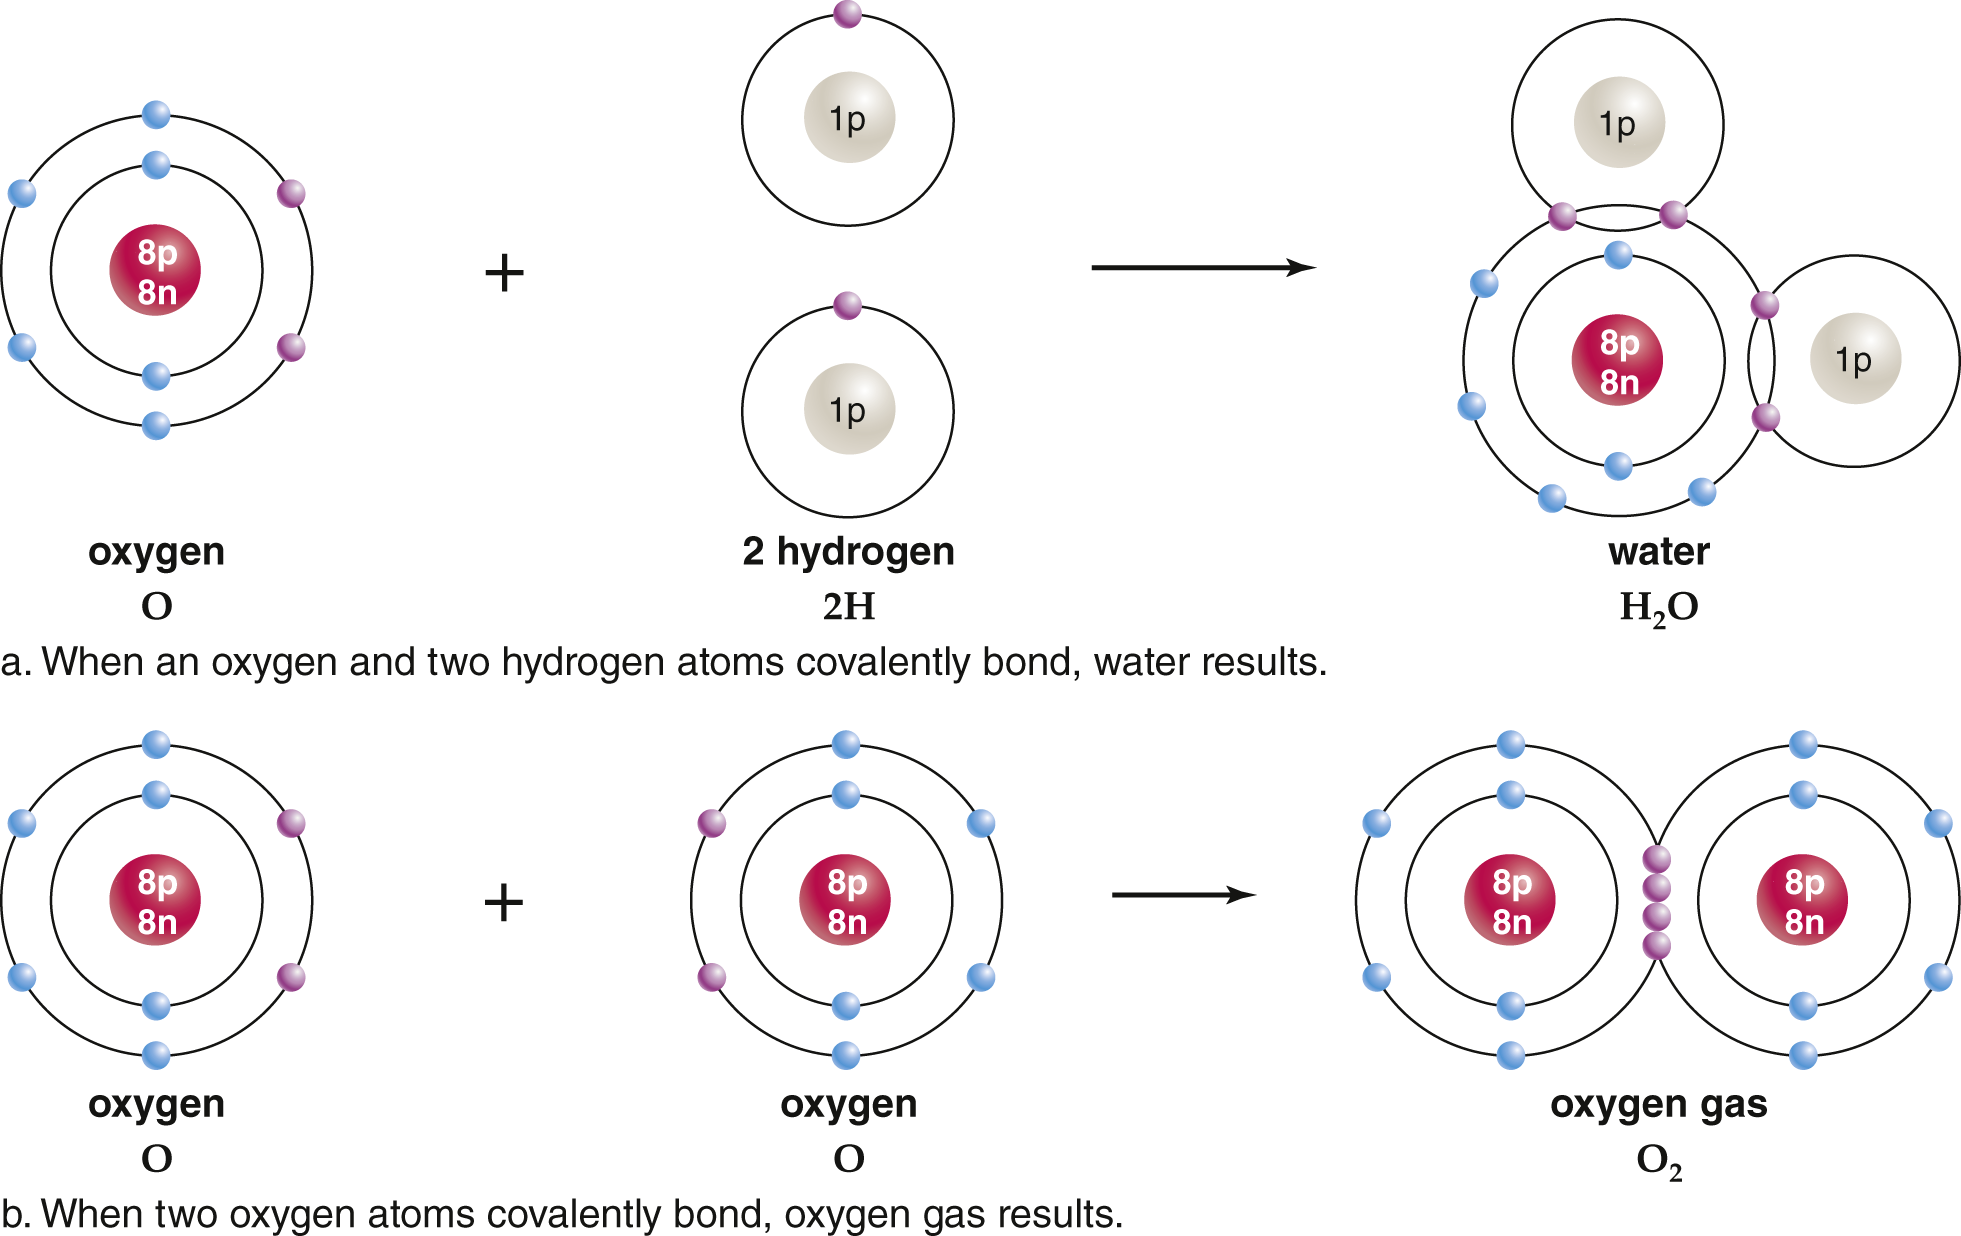 1p
1p
8p
8n
+
8p
8n
1p
1p
oxygen
2 hydrogen
water
O
2H
H₂O
a. When an oxygen and two hydrogen atoms covalently bond, water results.
8p
8n
+
8p
8n
8p
8n
8p
8n
oxygen
oxygen
oxygen gas
O
O
O₂
b. When two oxygen atoms covalently bond, oxygen gas results.